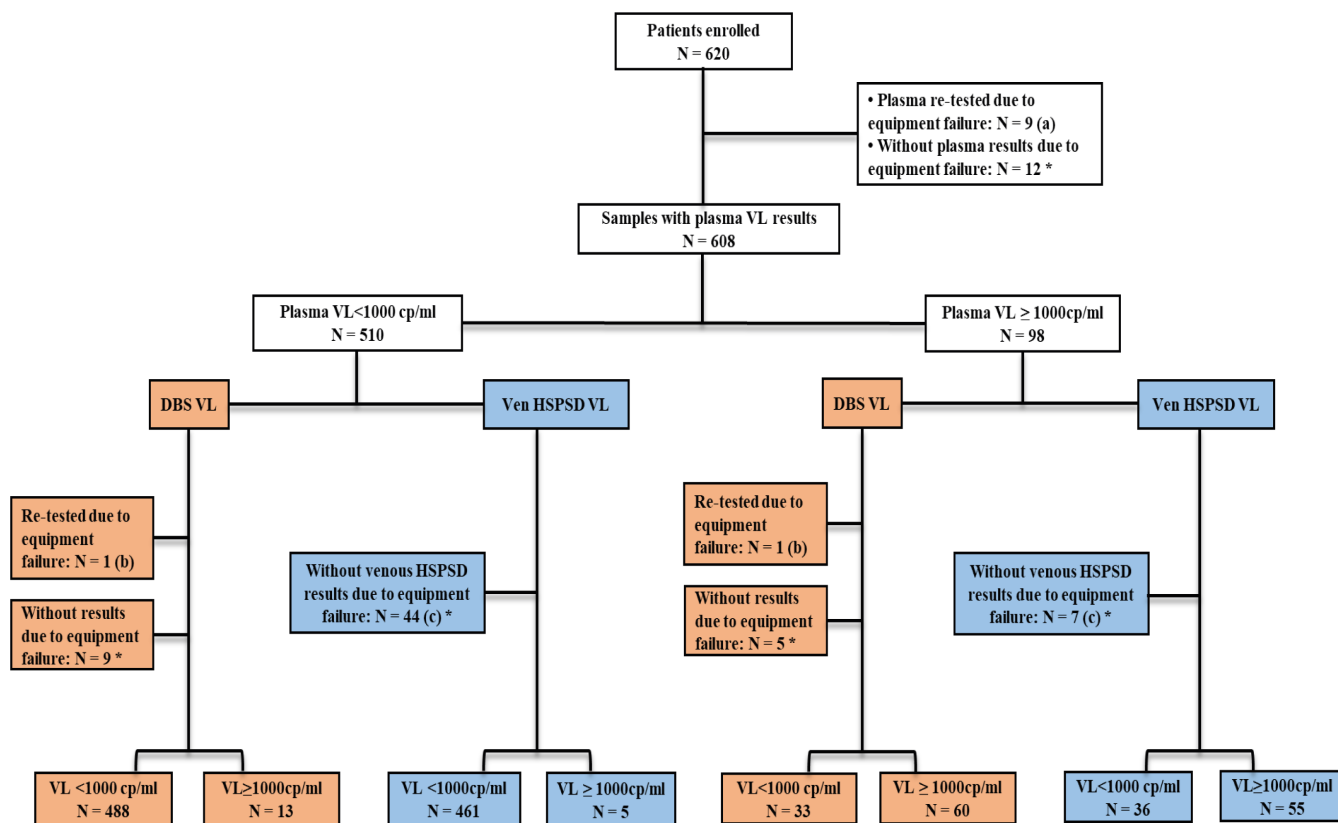 Patients enrolled
N = 620
• Plasma re-tested due to
equipment failure: N = 9 (a)
• Without plasma results due to
equipment failure: N = 12 *
Samples with plasma VL results
N = 608
Plasma VL<1000 cp/ml
N = 510
Plasma VL ≥ 1000cp/ml
N = 98
DBS VL
Ven HSPSD VL
DBS VL
Ven HSPSD VL
Re-tested due to
equipment
failure: N = 1 (b)
Without results
due to equipment
failure: N = 9 *
Without venous HSPSD
results due to equipment
failure: N = 44 (c) *
Re-tested due to
equipment
failure: N = 1 (b)
Without results
due to equipment
failure: N = 5 *
Without venous HSPSD
results due to equipment
failure: N = 7 (c) *
VL <1000 cp/ml
N = 488
VL≥1000cp/ml
N = 13
VL <1000 cp/ml
N = 461
VL ≥ 1000cp/ml
N = 5
VL<1000 cp/ml
N = 33
VL ≥ 1000cp/ml
N = 60
VL<1000 cp/ml
N = 36
VL≥1000cp/ml
N = 55